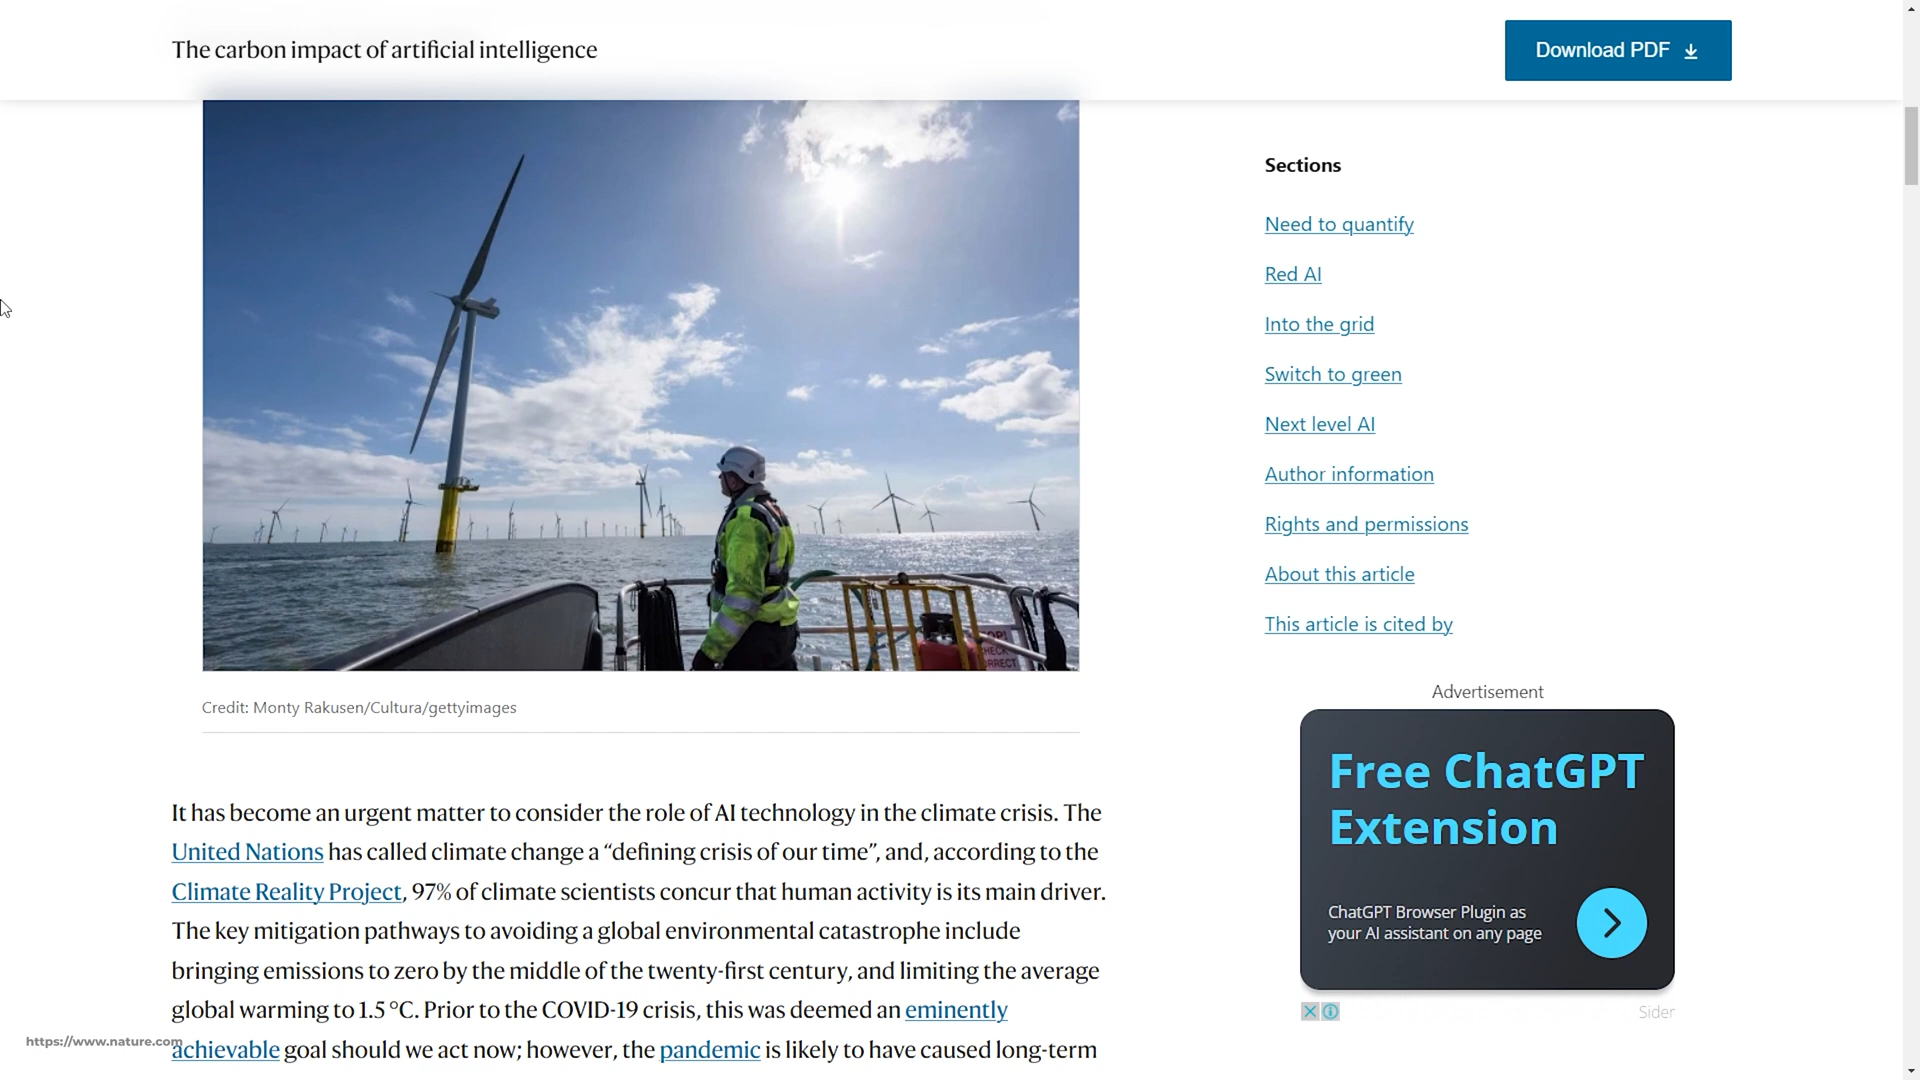 The carbon impact of artificial intelligence
Download PDF
CHECK
Credit: Monty Rakusen/Cultura/gettyimages
It has become an urgent matter to consider the role of AI technology in the climate crisis. The
United Nations has called climate change a “defining crisis of our time”, and, according to the
Climate Reality Project, 97% of climate scientists concur that human activity is its main driver.
The key mitigation pathways to avoiding a global environmental catastrophe include
bringing emissions to zero by the middle of the twenty-first century, and limiting the average
global warming to 1.5 °C. Prior to the COVID-19 crisis, this was deemed an eminently
achievable goal should we act now; however, the pandemic is likely to have caused long-term
https://www.nature.com
Sections
Need to quantify
Red AI
Into the grid
Switch to green
Next level AI
Author information
Rights and permissions
About this article
This article is cited by
Advertisement
Free ChatGPT
Extension
ChatGPT Browser Plugin as
your AI assistant on any page
Sider